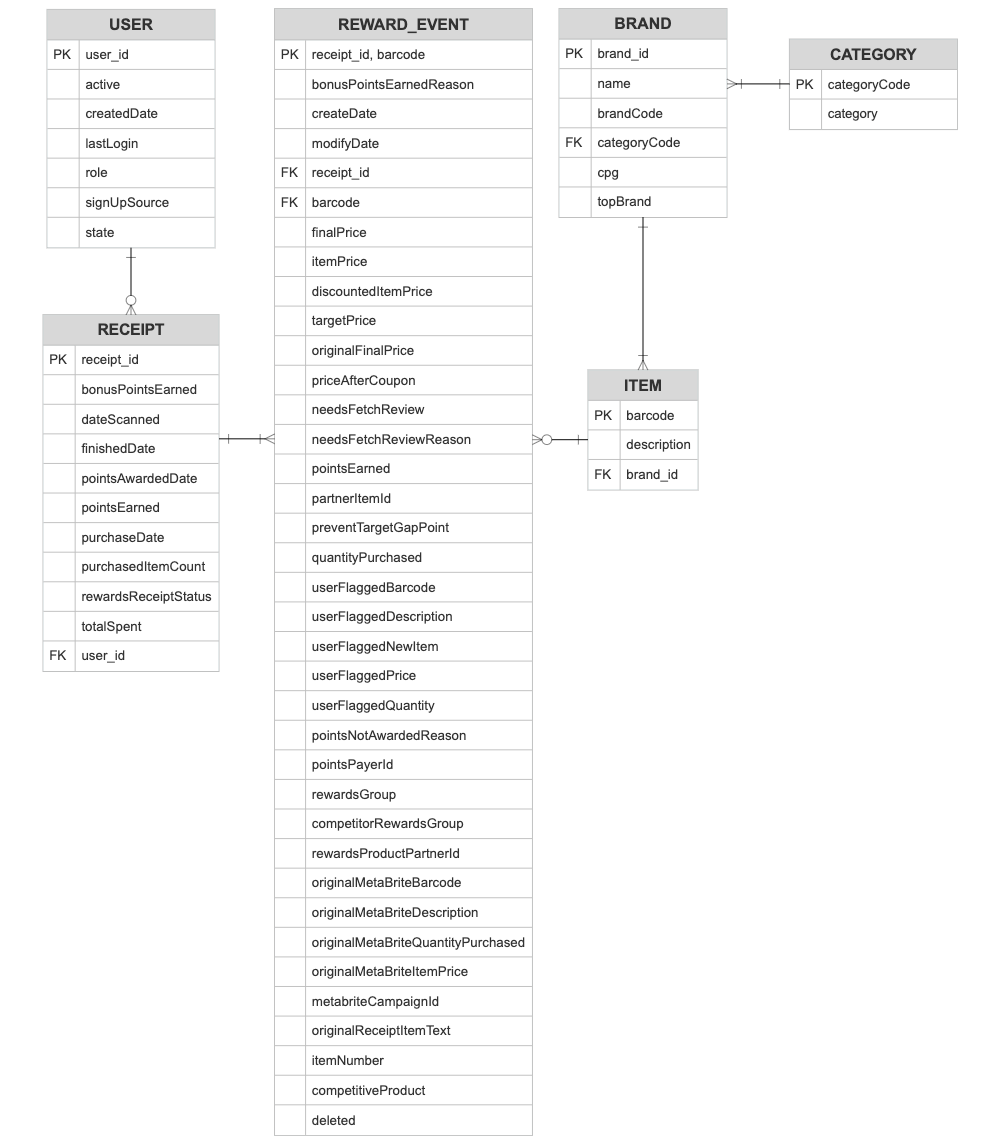 USER
PK user_id
active
createdDate
lastLogin
role
signUpSource
state
RECEIPT
PK receipt_id
bonusPointsEarned
dateScanned
finishedDate
pointsAwardedDate
pointsEarned
purchaseDate
purchasedItemCount
rewardsReceiptStatus
totalSpent
FK user_id
REWARD_EVENT
PK receipt_id, barcode
bonusPointsEarnedReason
createDate
modifyDate
FK receipt_id
FK barcode
finalPrice
itemPrice
discountedItemPrice
targetPrice
originalFinalPrice
priceAfterCoupon
needsFetchReview
needsFetchReviewReason
pointsEarned
partnerItemId
preventTargetGapPoint
quantityPurchased
userFlaggedBarcode
userFlaggedDescription
userFlaggedNewItem
userFlaggedPrice
userFlaggedQuantity
pointsNotAwardedReason
pointsPayerId
rewardsGroup
competitorRewardsGroup
rewardsProductPartnerId
originalMetaBriteBarcode
originalMetaBriteDescription
originalMetaBriteQuantityPurchased
originalMetaBriteItemPrice
metabriteCampaignId
originalReceiptItemText
itemNumber
competitiveProduct
deleted
BRAND
PK brand_id
name
brandCode
FK categoryCode
cpg
topBrand
CATEGORY
PK categoryCode
category
ITEM
PK barcode
description
FK brand_id